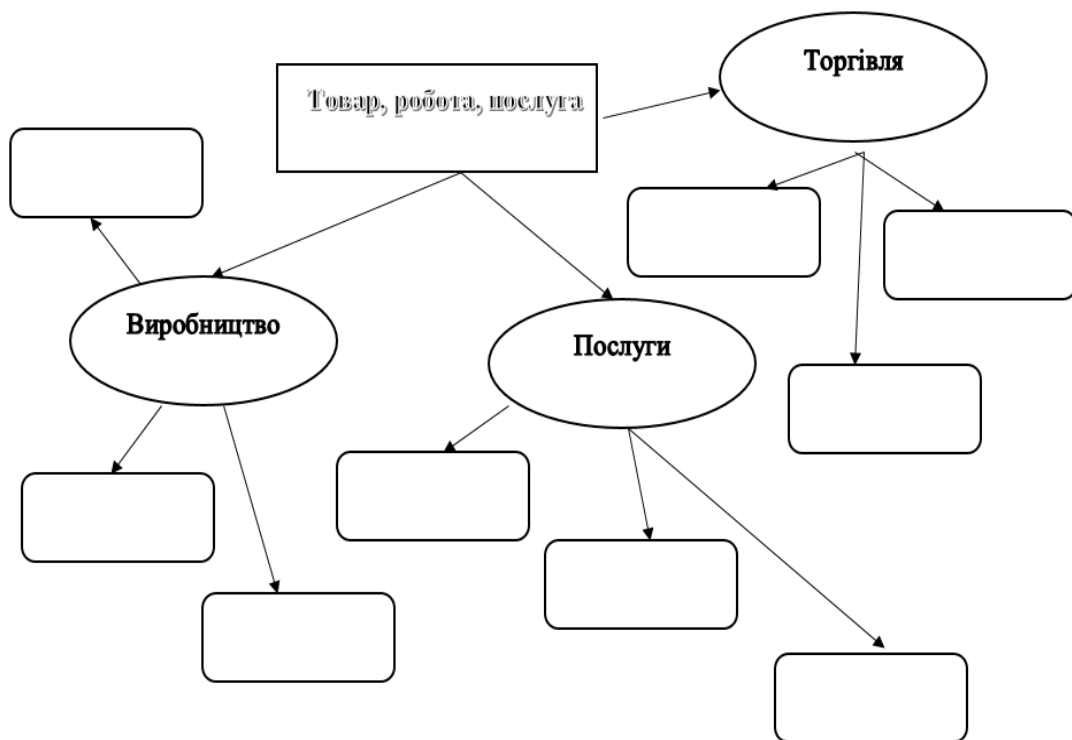 Торгівля
Товар, робота, послуга
Виробництво
Послуги